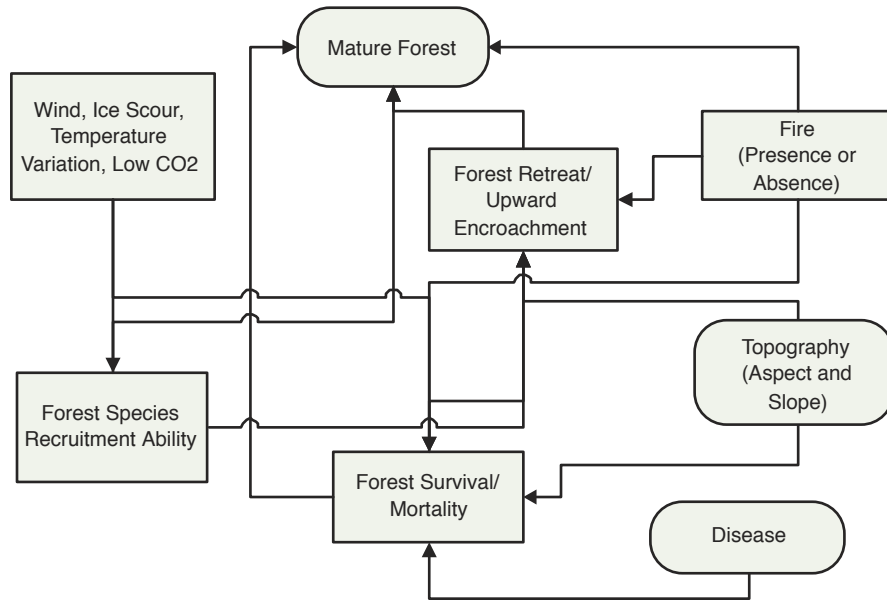 Mature Forest
Wind, Ice Scour,
Temperature
Variation, Low CO2
Fire
(Presence or
Absence)
Forest Retreat/
Upward
Encroachment
Topography
(Aspect and
Slope)
Forest Species
Recruitment Ability
Forest Survival/
Mortality
Disease